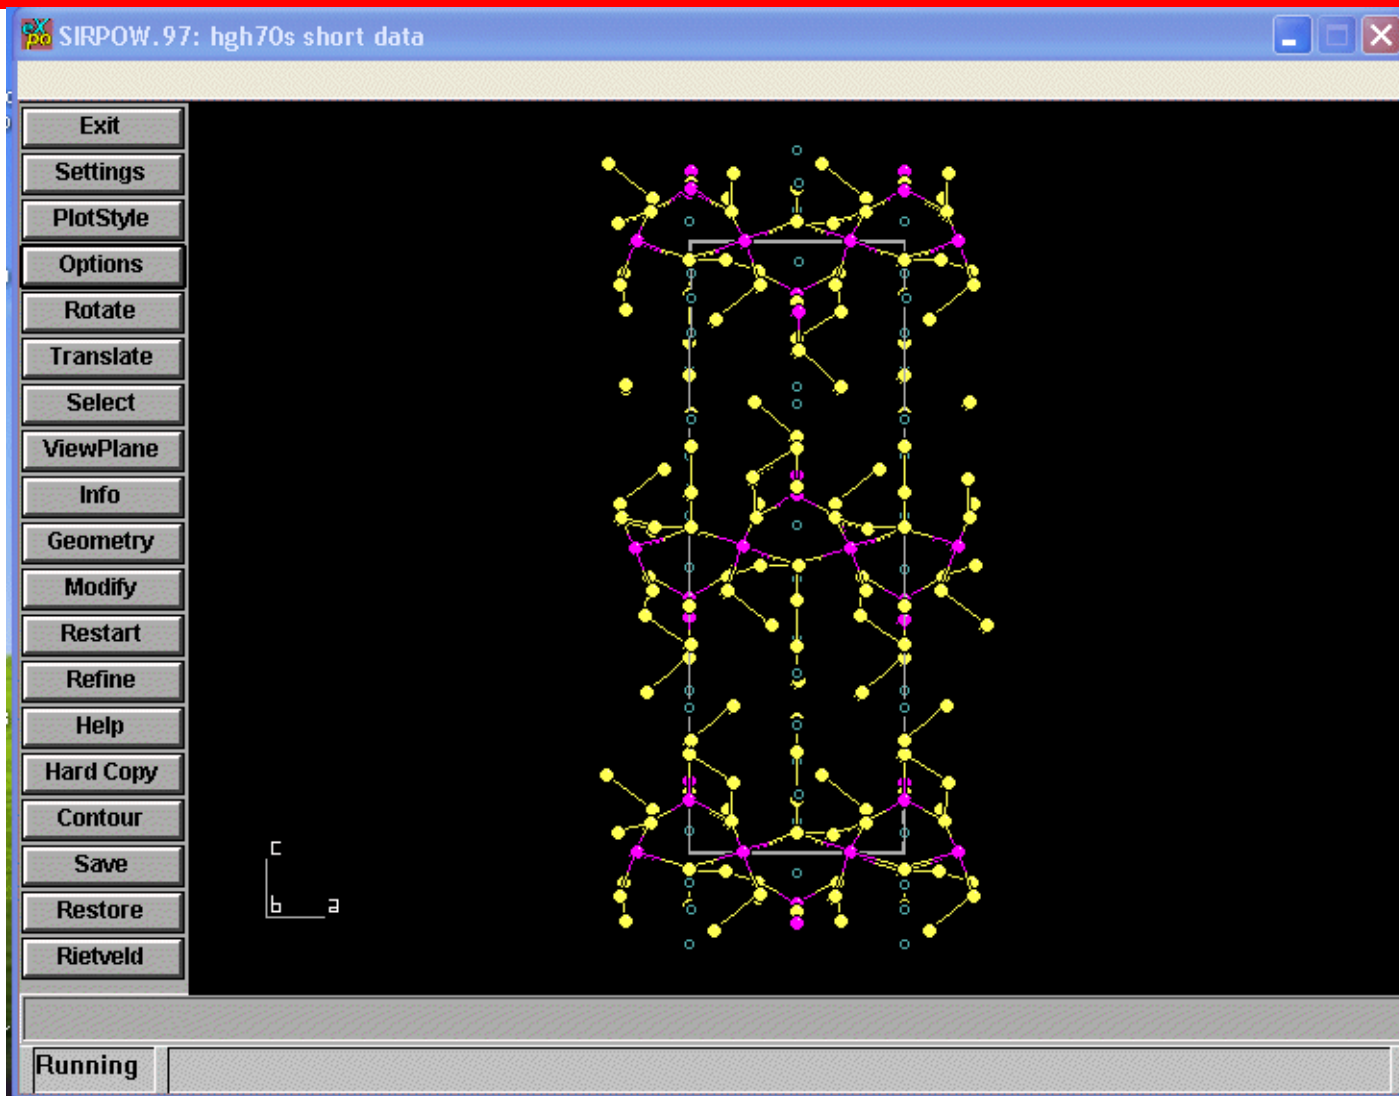 SIRPOW.97: hgh70s short data
Exit
Settings
PlotStyle
Options
Rotate
Translate
Select
ViewPlane
Info
Geometry
Modify
Restart
Refine
Help
Hard Copy
Contour
Save
Restore
Rietveld
c
b a
Running